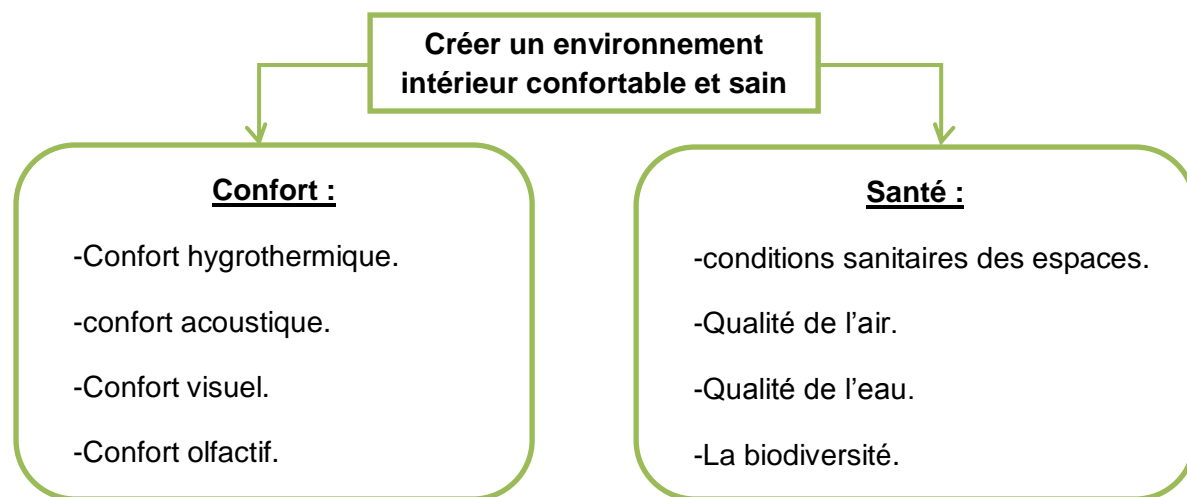 Créer un environnement
intérieur confortable et sain
Confort :
-Confort hygrothermique.
-confort acoustique.
-Confort visuel.
-Confort olfactif.
Santé :
-conditions sanitaires des espaces.
-Qualité de l’air.
-Qualité de l’eau.
-La biodiversité.